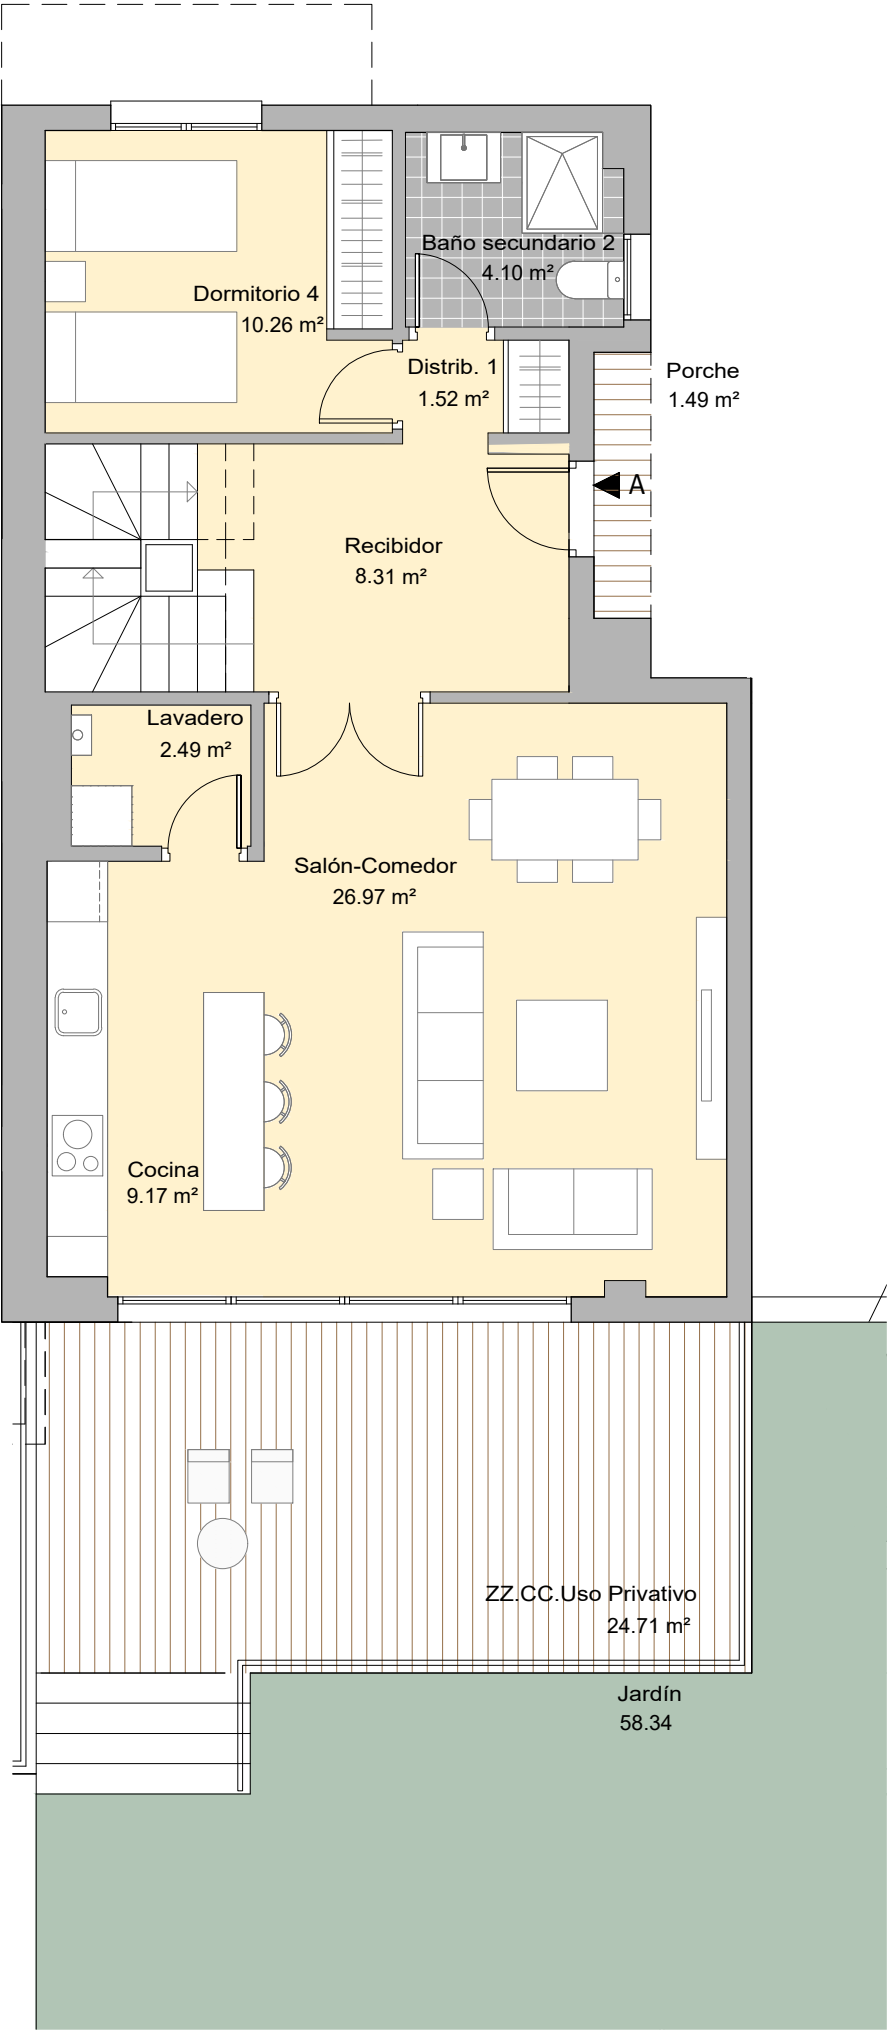 Baño secundario 2
4.10 m²
Dormitorio 4
10.26 m²
Distrib. 1
1.52 m²
Porche
1.49 m²
A
Recibidor
8.31 m²
Lavadero
2.49 m²
Salón-Comedor
26.97 m²
Cocina
9.17 m²
ZZ.CC.Uso Privativo
24.71 m²
Jardín
58.34